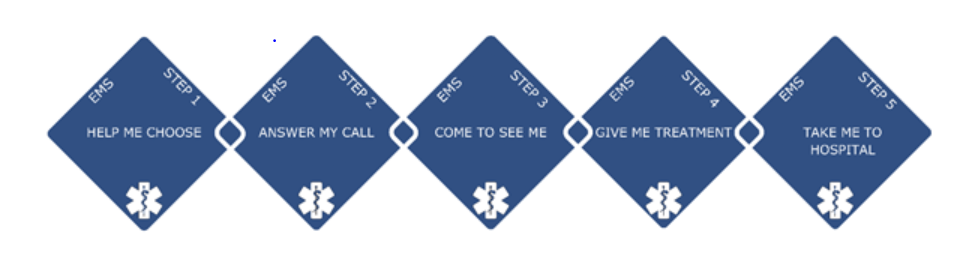 EMS
STEP 1
HELP ME CHOOSE
EMS
STEP 2
ANSWER MY CALL
EMS
STEP 3
COME TO SEE ME
EMS
STEP 4
GIVE ME TREATMENT
EMS
STEP 5
TAKE ME TO
HOSPITAL